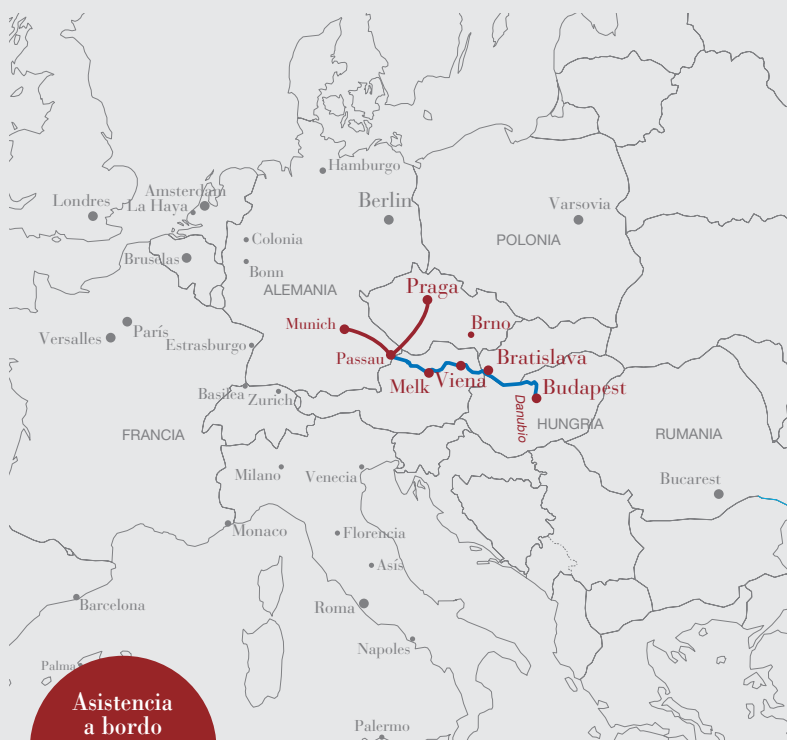 Hamburgo
Amsterdam
Londres
La Haya
Berlin
Varsovia
Colonia
POLONIA
Bruselas
Bonn
ALEMANIA
Praga
París
Munich
Brno
Versalles
Estrasburgo
Passau
Bratislava
Melk
Viena
Budapest
Basilea
Zurich
Danubio
HUNGRIA
FRANCIA
RUMANIA
Milano
Venecia
Bucarest
Monaco
Florencia
Asís
Barcelona
Roma
Napoles
Palma
Asistencia
a bordo
Palermo